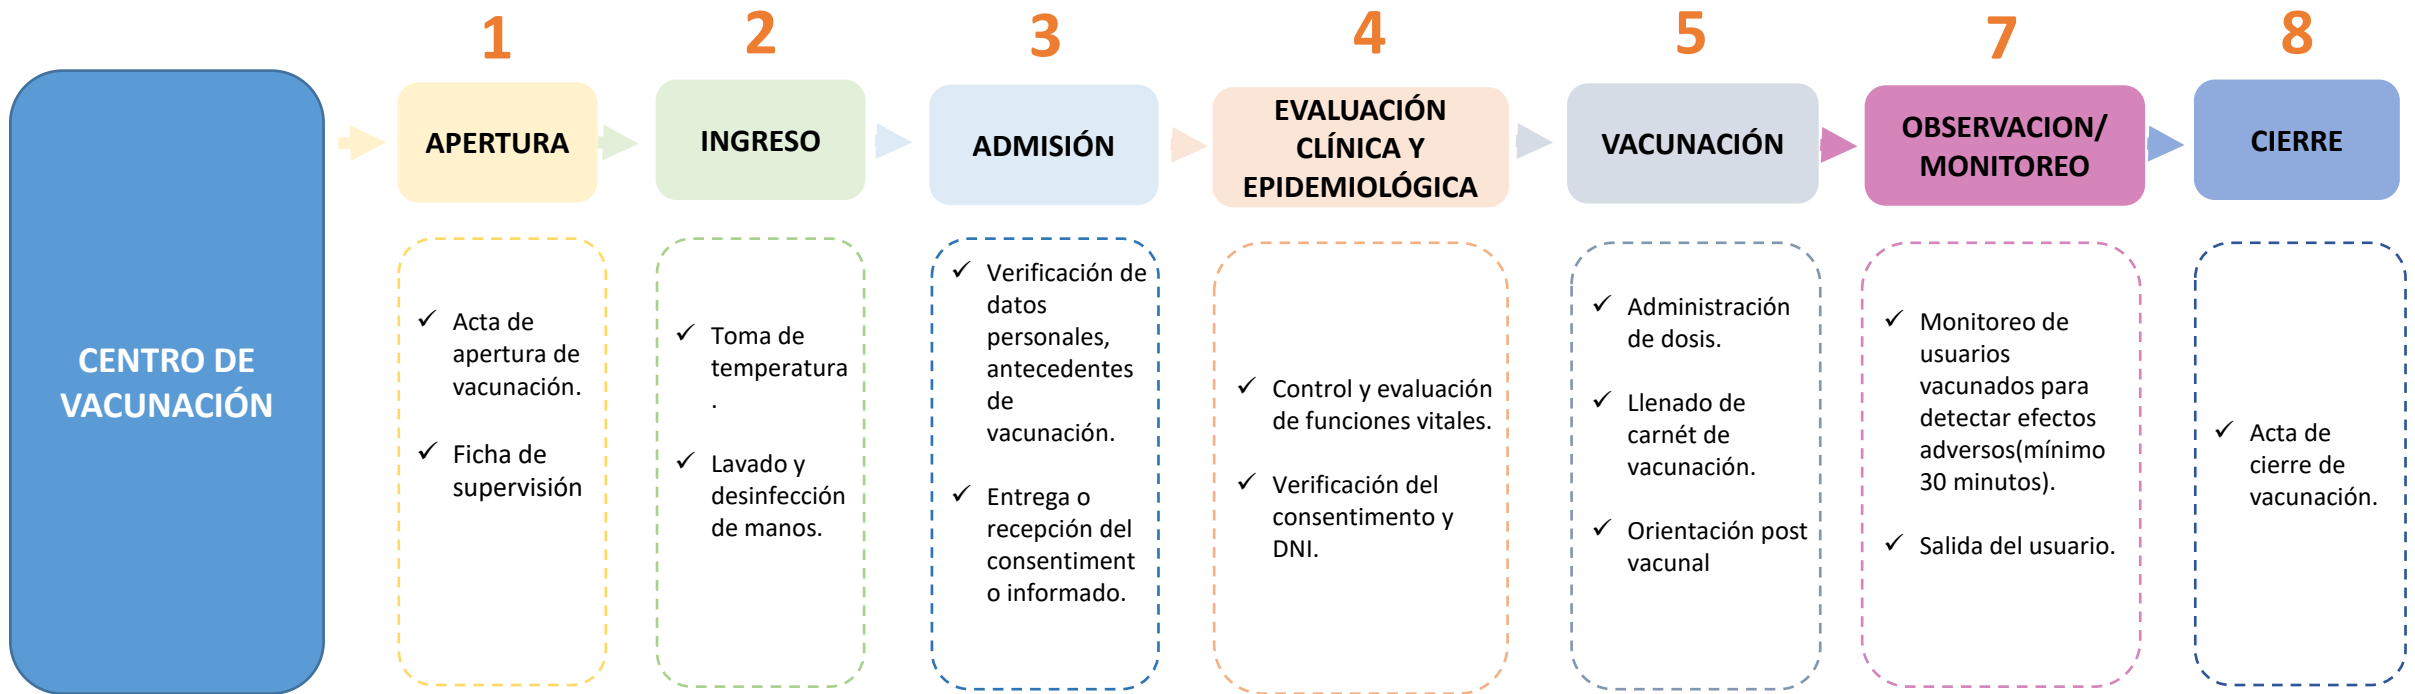 CENTRO DE
VACUNACIÓN
1
APERTURA
✓ Acta de
apertura de
vacunación.
✓ Ficha de
supervisión
2
INGRESO
✓ Toma de
temperatura
.
✓ Lavado y
desinfección
de manos.
3
ADMISIÓN
✓ Verificación de
datos
personales,
antecedentes
de
vacunación.
✓ Entrega o
recepción del
consentiment
o informado.
4
EVALUACIÓN
CLÍNICA Y
EPIDEMIOLÓGICA
✓ Control y evaluación
de funciones vitales.
✓ Verificación del
consentimento y
DNI.
5
VACUNACIÓN
✓ Administración
de dosis.
✓ Llenado de
carnét de
vacunación.
✓ Orientación post
vacunal
7
OBSERVACION/
MONITOREO
✓ Monitoreo de
usuarios
vacunados para
detectar efectos
adversos(mínimo
30 minutos).
✓ Salida del usuario.
8
CIERRE
✓ Acta de
cierre de
vacunación.